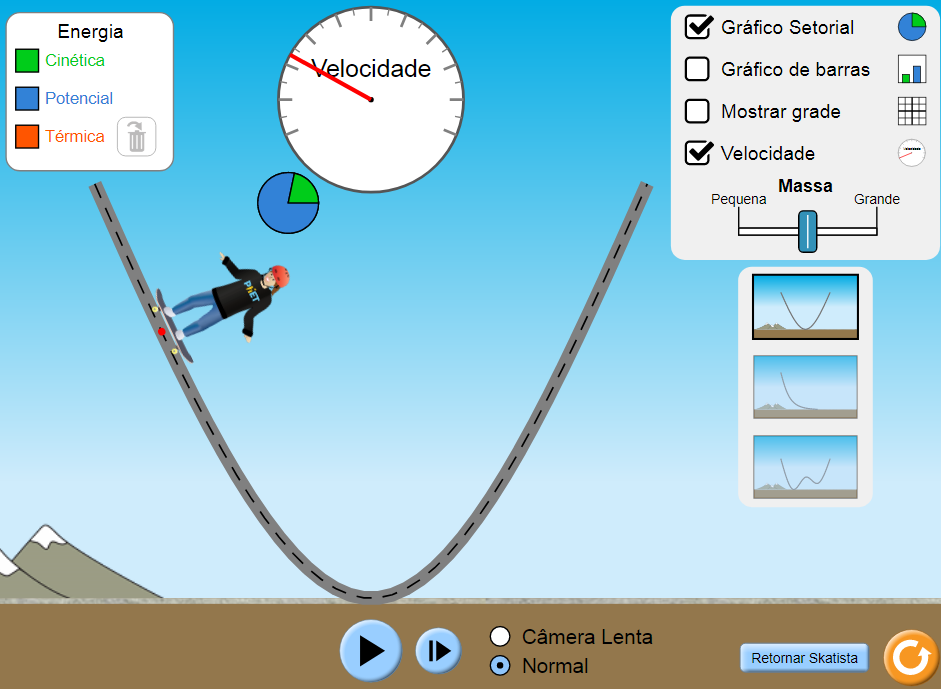 Energia
Cinética
Potencial
Térmica
Velocidade
Gráfico Setorial
Gráfico de barras
Mostrar grade
Velocidade
Massa
Pequena
Grande
PhET
Câmera Lenta
Normal
Retornar Skatista